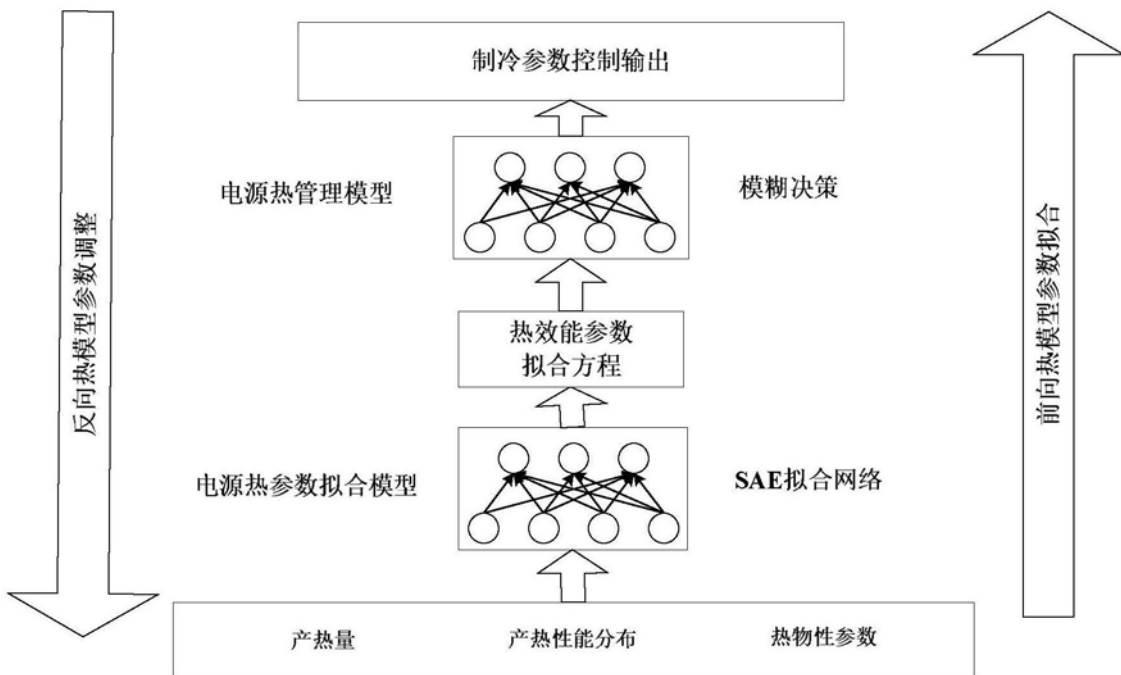 制冷参数控制输出
电源热管理模型
模糊决策
反向热模型参数调整
前向热模型参数拟合
热效能参数
拟合方程
电源热参数拟合模型
SAE拟合网络
产热量
产热性能分布
热物性参数